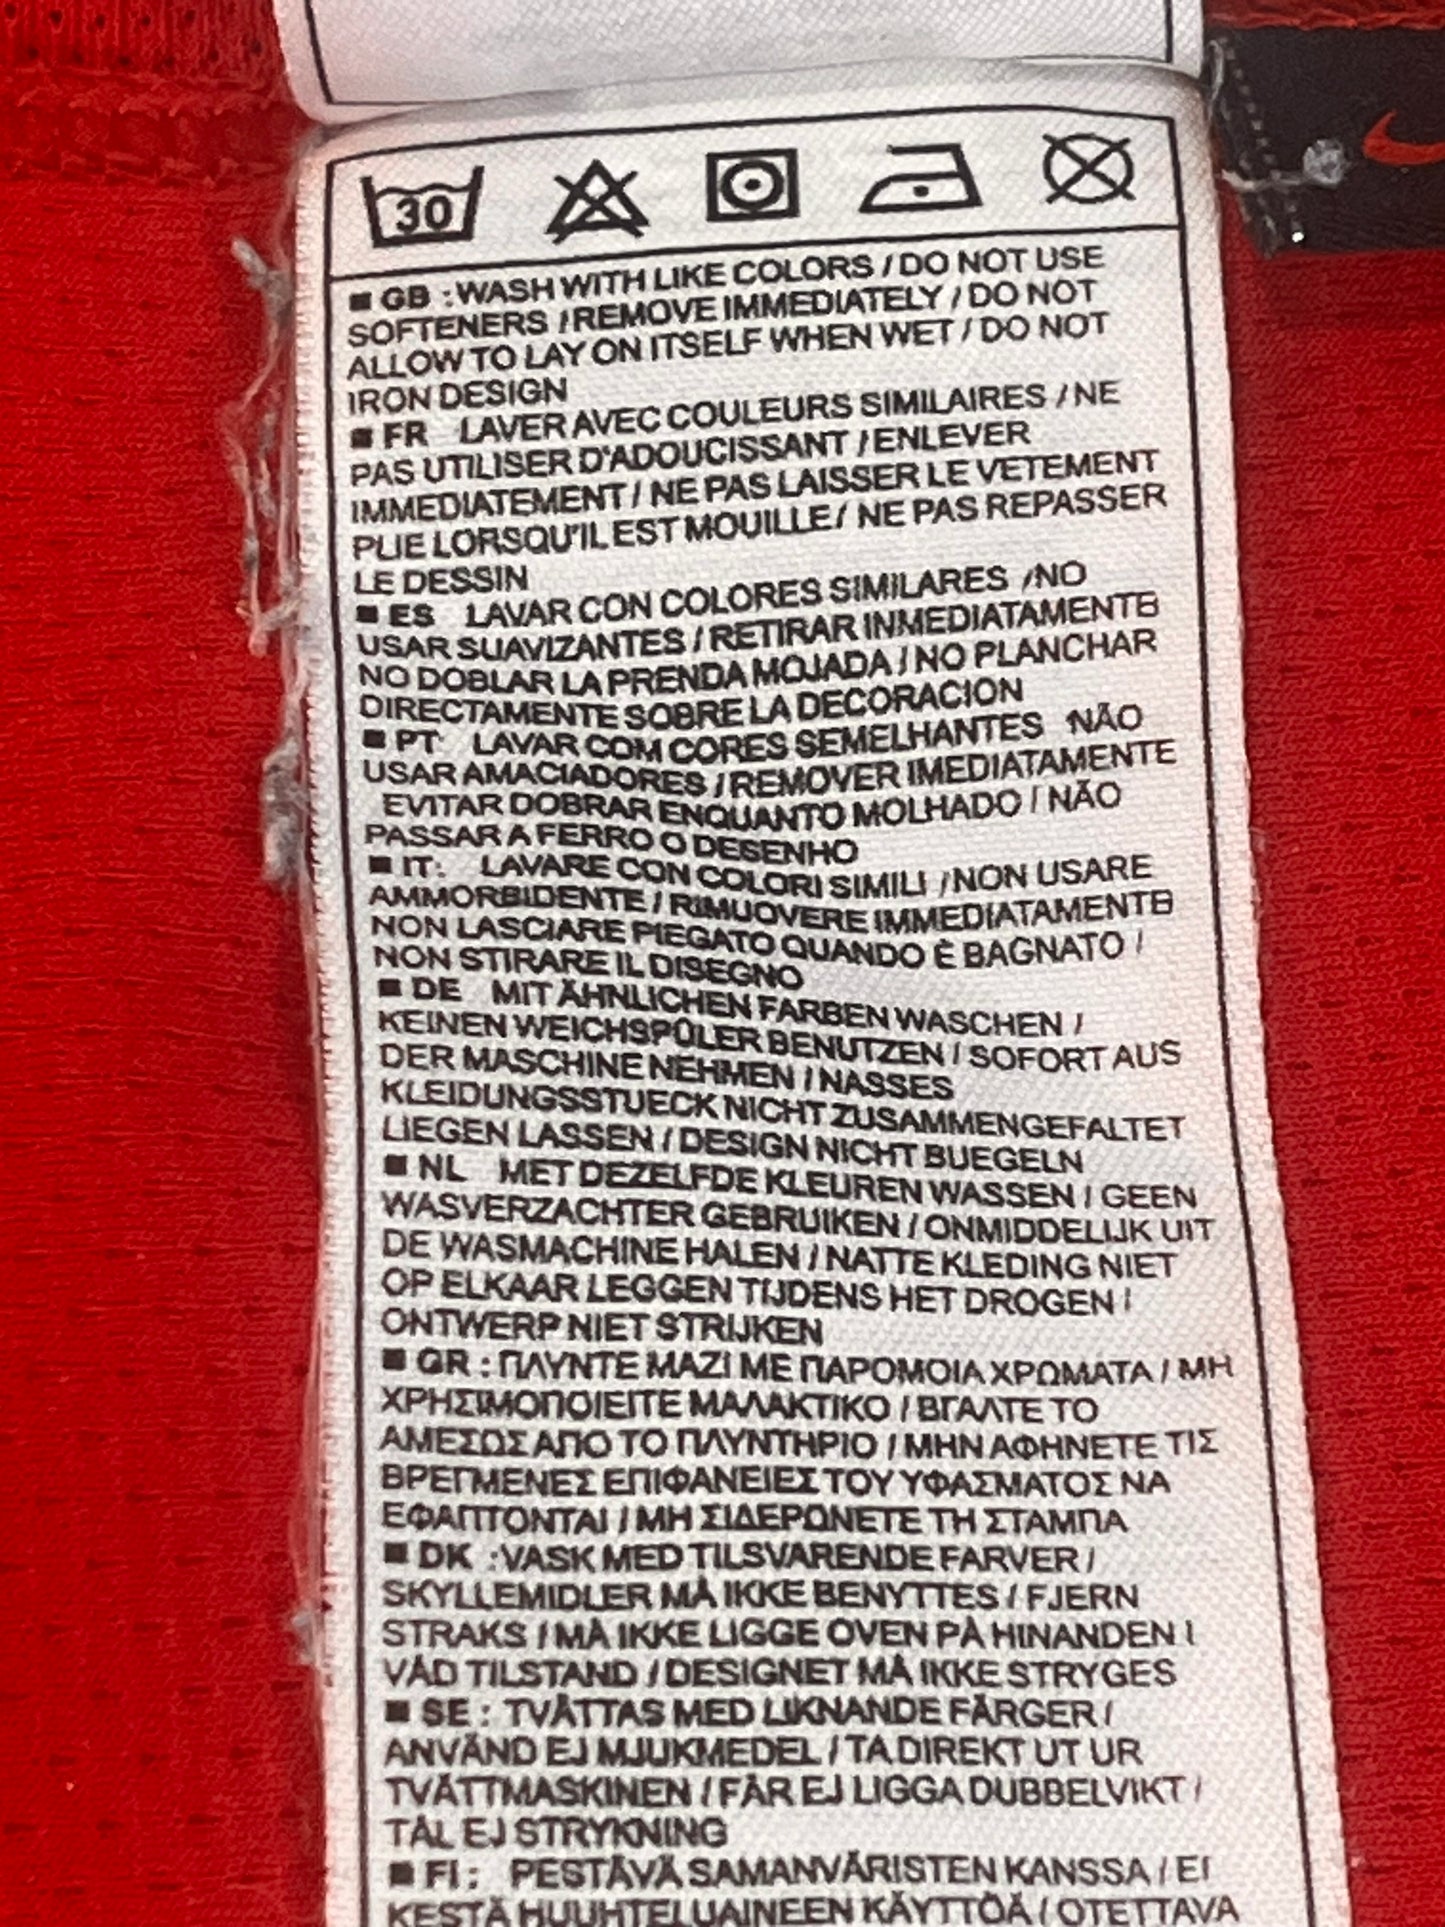 30
■ GB : WASH WITH LIKE COLORS / DO NOT USE
SOFTENERS / REMOVE IMMEDIATELY / DO NOT
ALLOW TO LAY ON ITSELF WHEN WET / DO NOT
IRON DESIGN
■ FR LAVER AVEC COULEURS SIMILAIRES / NE
PAS UTILISER D'ADOUCISSANT / ENLEVER
IMMEDIATEMENT / NE PAS LAISSER LE VETEMENT
PLIE LORSQU'IL EST MOUILLE / NE PAS REPASSER
LE DESSIN
■ ES LAVAR CON COLORES SIMILARES / NO
USAR SUAVIZANTES / RETIRAR INMEDIATAMENTE
NO DOBLAR LA PRENDA MOJADA / NO PLANCHAR
DIRECTAMENTE SOBRE LA DECORACION
■ PT LAVAR COM CORES SEMELHANTES NÃO
USAR AMACIADORES / REMOVER IMEDIATAMENTE
EVITAR DOBRAR ENQUANTO MOLHADO / NÃO
PASSAR A FERRO O DESENHO
■ IT: LAVARE CON COLORI SIMILI / NON USARE
AMMORBIDENTE / RIMUOVERE IMMEDIATAMENTE
NON LASCIARE PIEGATO QUANDO È BAGNATO /
NON STIRARE IL DISEGNO
■ DE MIT ÄHNLICHEN FARBEN WASCHEN /
KEINEN WEICHSPÜLER BENUTZEN / SOFORT AUS
DER MASCHINE NEHMEN / NASSES
KLEIDUNGSSTUECK NICHT ZUSAMMENGEFALTET
LIEGEN LASSEN / DESIGN NICHT BUEGELN
■ NL MET DEZELFDE KLEUREN WASSEN / GEEN
WASVERZACHTER GEBRUIKEN / ONMIDDELIJK UIT
DE WASMACHINE HALEN / NATTE KLEDING NIET
OP ELKAAR LEGGEN TIJDENS HET DROGEN /
ONTWERP NIET STRIJKEN
■ GR : ΠΛΥΝΤΕ ΜΑΖΙ ΜΕ ΠΑΡΟΜΟΙΑ ΧΡΩΜΑΤΑ / ΜΗ
ΧΡΗΣΙΜΟΠΟΙΕΙΤΕ ΜΑΛΑΚΤΙΚΟ / ΒΓΑΛΤΕ ΤΟ
ΑΜΕΣΩΣ ΑΠΟ ΤΟ ΠΛΥΝΤΗΡΙΟ / ΜΗΝ ΑΦΗΝΕΤΕ ΤΙΣ
ΒΡΕΓΜΕΝΕΣ ΕΠΙΦΑΝΕΙΕΣ ΤΟΥ ΥΦΑΣΜΑΤΟΣ ΝΑ
ΕΦΑΠΤΟΝΤΑΙ / ΜΗ ΣΙΔΕΡΩΝΕΤΕ ΤΗ ΣΤΑΜΠΑ
■ DK : VASK MED TILSVARENDE FARVER /
SKYLLEMIDLER MÅ IKKE BENYTTES / FJERN
STRAKS / MÅ IKKE LIGGE OVEN PÅ HINANDEN I
VÅD TILSTAND / DESIGNET MÅ IKKE STRYGES
■ SE : TVÄTTAS MED LIKNANDE FÄRGER /
ANVÄND EJ MJUKMEDEL / TA DIREKT UT UR
TVÄTTMASKINEN / FÅR EJ LIGGA DUBBELVIKT /
TÅL EJ STRYKNING
■ FI : PESTÄVÄ SAMANVÄRISTEN KANSSA / EI
KESTÄ HUUHTELUAINEEN KÄYTTÖÄ / OTETTAVA